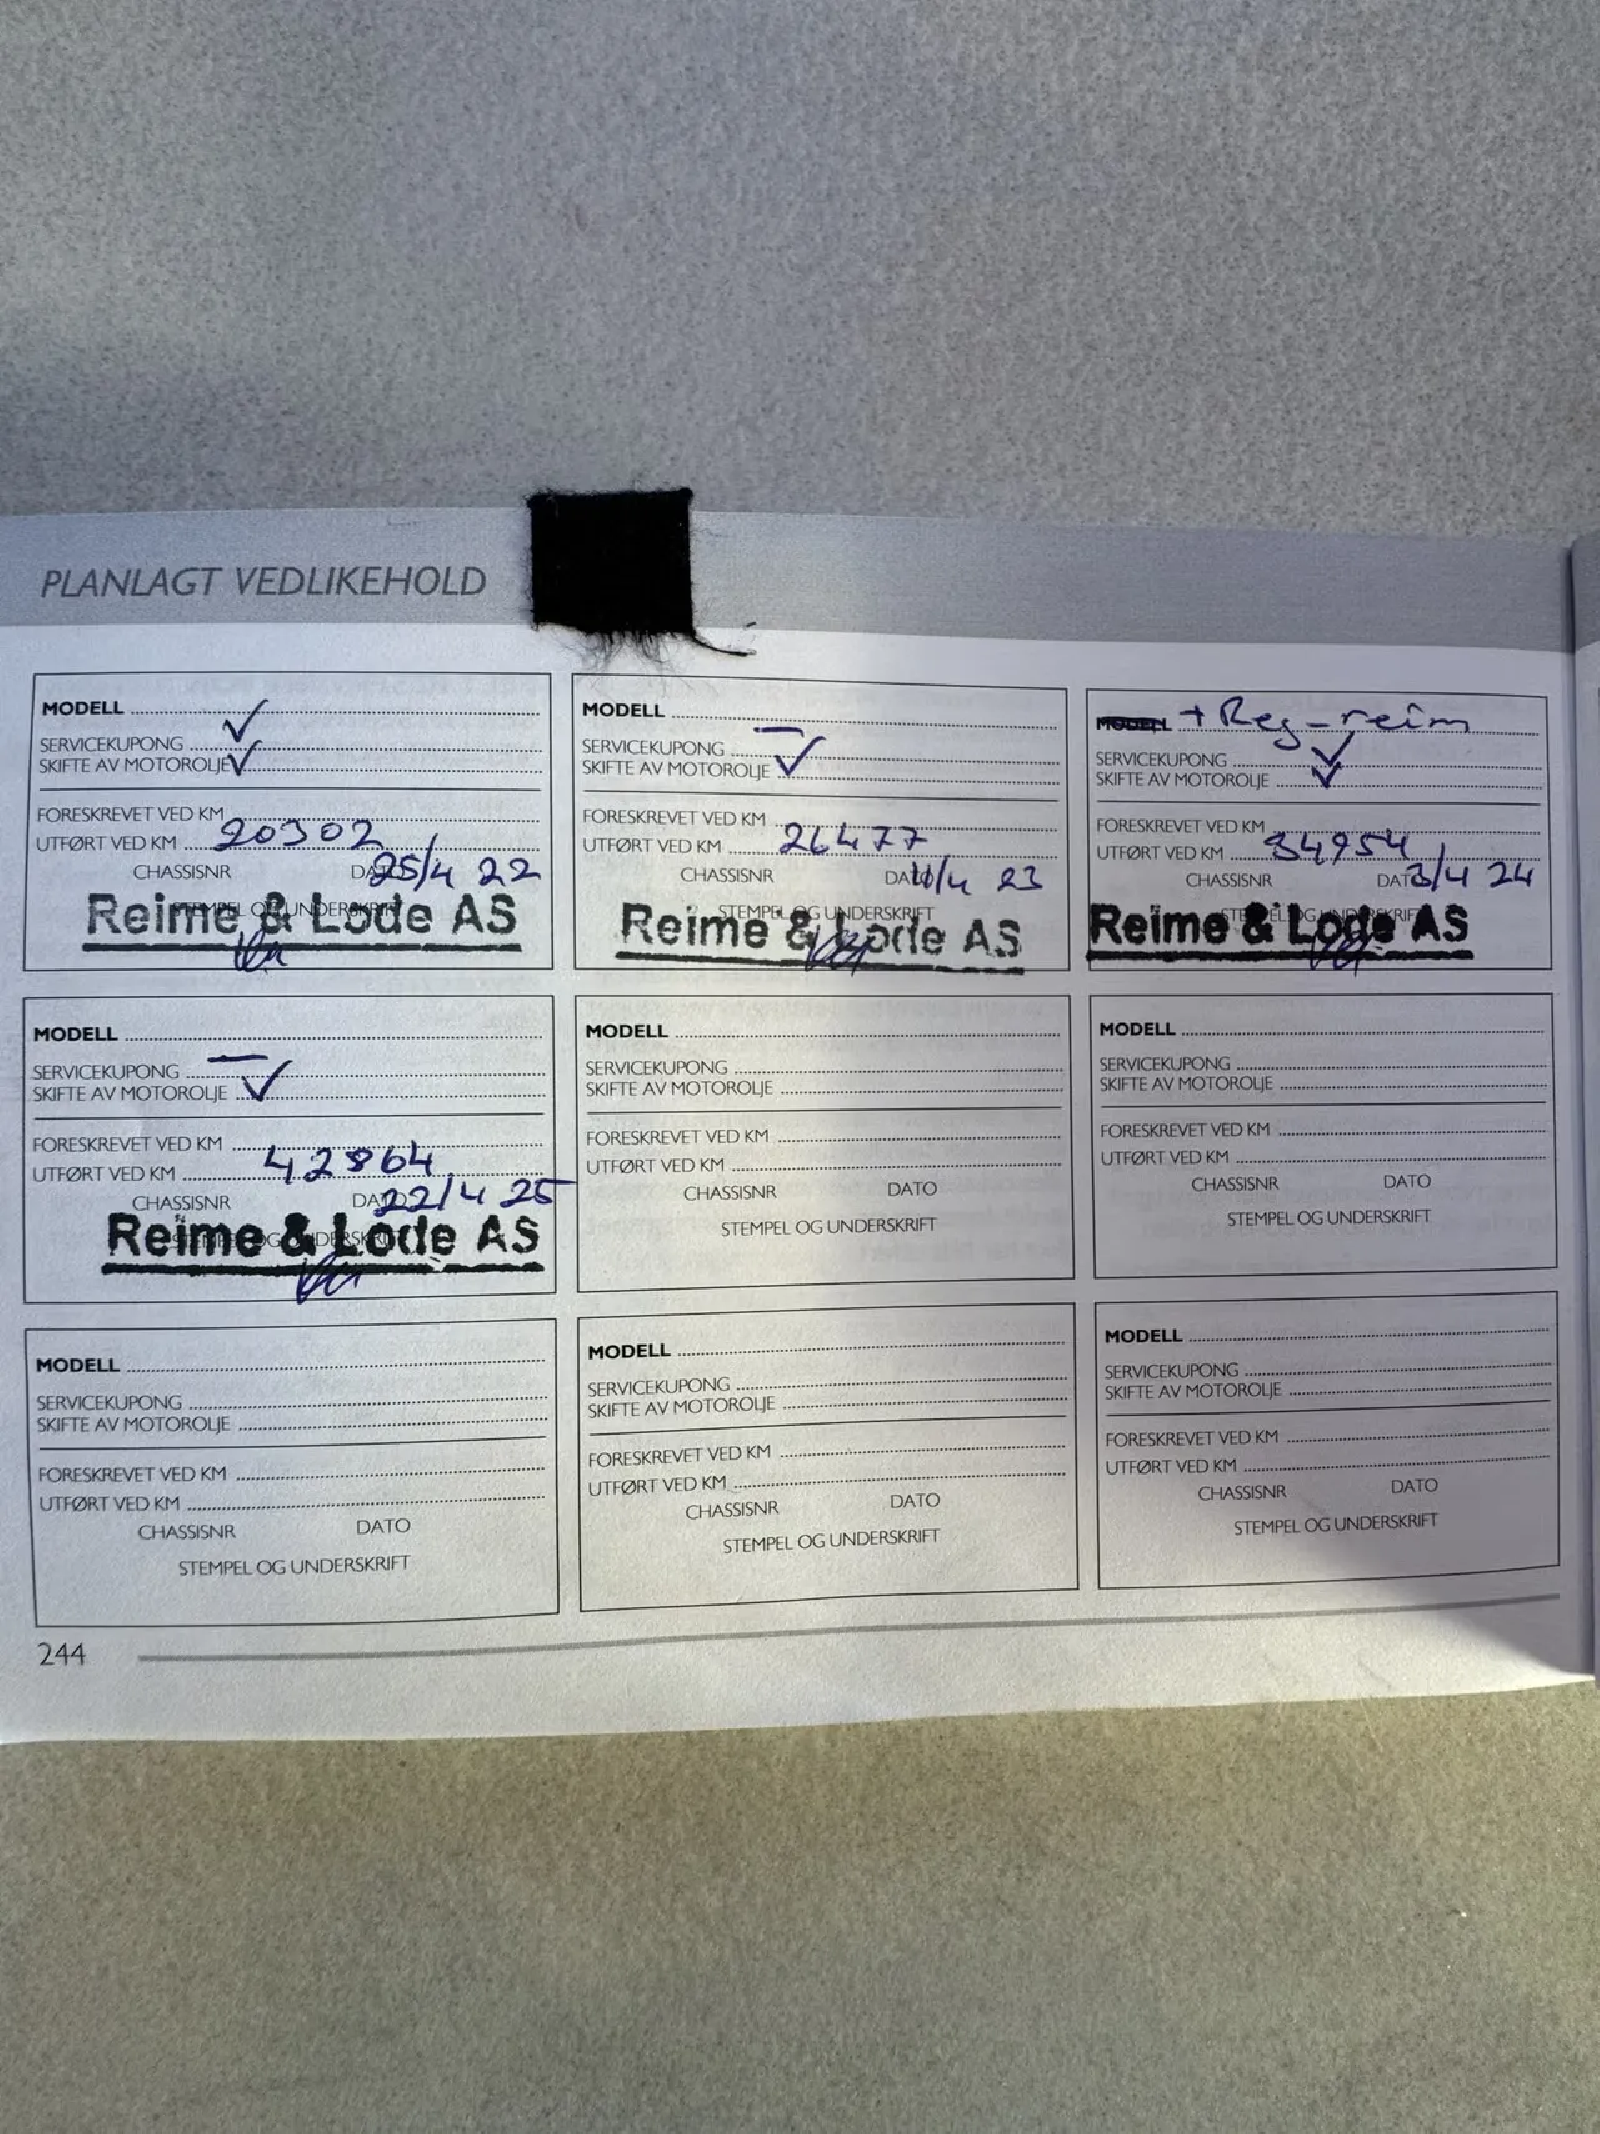 PLANLAGT VEDLIKEHOLD
MODELL
SERVICEKUPONG ✓
SKIFTE AV MOTOROLJE ✓
FORESKREVET VED KM
UTFØRT VED KM 20302
CHASSISNR DATO 25/4 22
STEMPEL OG UNDERSKRIFT
Reime & Lode AS
MODELL
SERVICEKUPONG —
SKIFTE AV MOTOROLJE ✓
FORESKREVET VED KM
UTFØRT VED KM 26477
CHASSISNR DATO /4 23
STEMPEL OG UNDERSKRIFT
Reime & Lode AS
MODELL + Reg-reim
SERVICEKUPONG ✓
SKIFTE AV MOTOROLJE ✓
FORESKREVET VED KM
UTFØRT VED KM 34954
CHASSISNR DATO 3/4 24
STEMPEL OG UNDERSKRIFT
Reime & Lode AS
MODELL
SERVICEKUPONG —
SKIFTE AV MOTOROLJE ✓
FORESKREVET VED KM
UTFØRT VED KM 42864
CHASSISNR DATO 22/4 25
STEMPEL OG UNDERSKRIFT
Reime & Lode AS
MODELL
SERVICEKUPONG
SKIFTE AV MOTOROLJE
FORESKREVET VED KM
UTFØRT VED KM
CHASSISNR DATO
STEMPEL OG UNDERSKRIFT
MODELL
SERVICEKUPONG
SKIFTE AV MOTOROLJE
FORESKREVET VED KM
UTFØRT VED KM
CHASSISNR DATO
STEMPEL OG UNDERSKRIFT
MODELL
SERVICEKUPONG
SKIFTE AV MOTOROLJE
FORESKREVET VED KM
UTFØRT VED KM
CHASSISNR DATO
STEMPEL OG UNDERSKRIFT
MODELL
SERVICEKUPONG
SKIFTE AV MOTOROLJE
FORESKREVET VED KM
UTFØRT VED KM
CHASSISNR DATO
STEMPEL OG UNDERSKRIFT
MODELL
SERVICEKUPONG
SKIFTE AV MOTOROLJE
FORESKREVET VED KM
UTFØRT VED KM
CHASSISNR DATO
STEMPEL OG UNDERSKRIFT
244